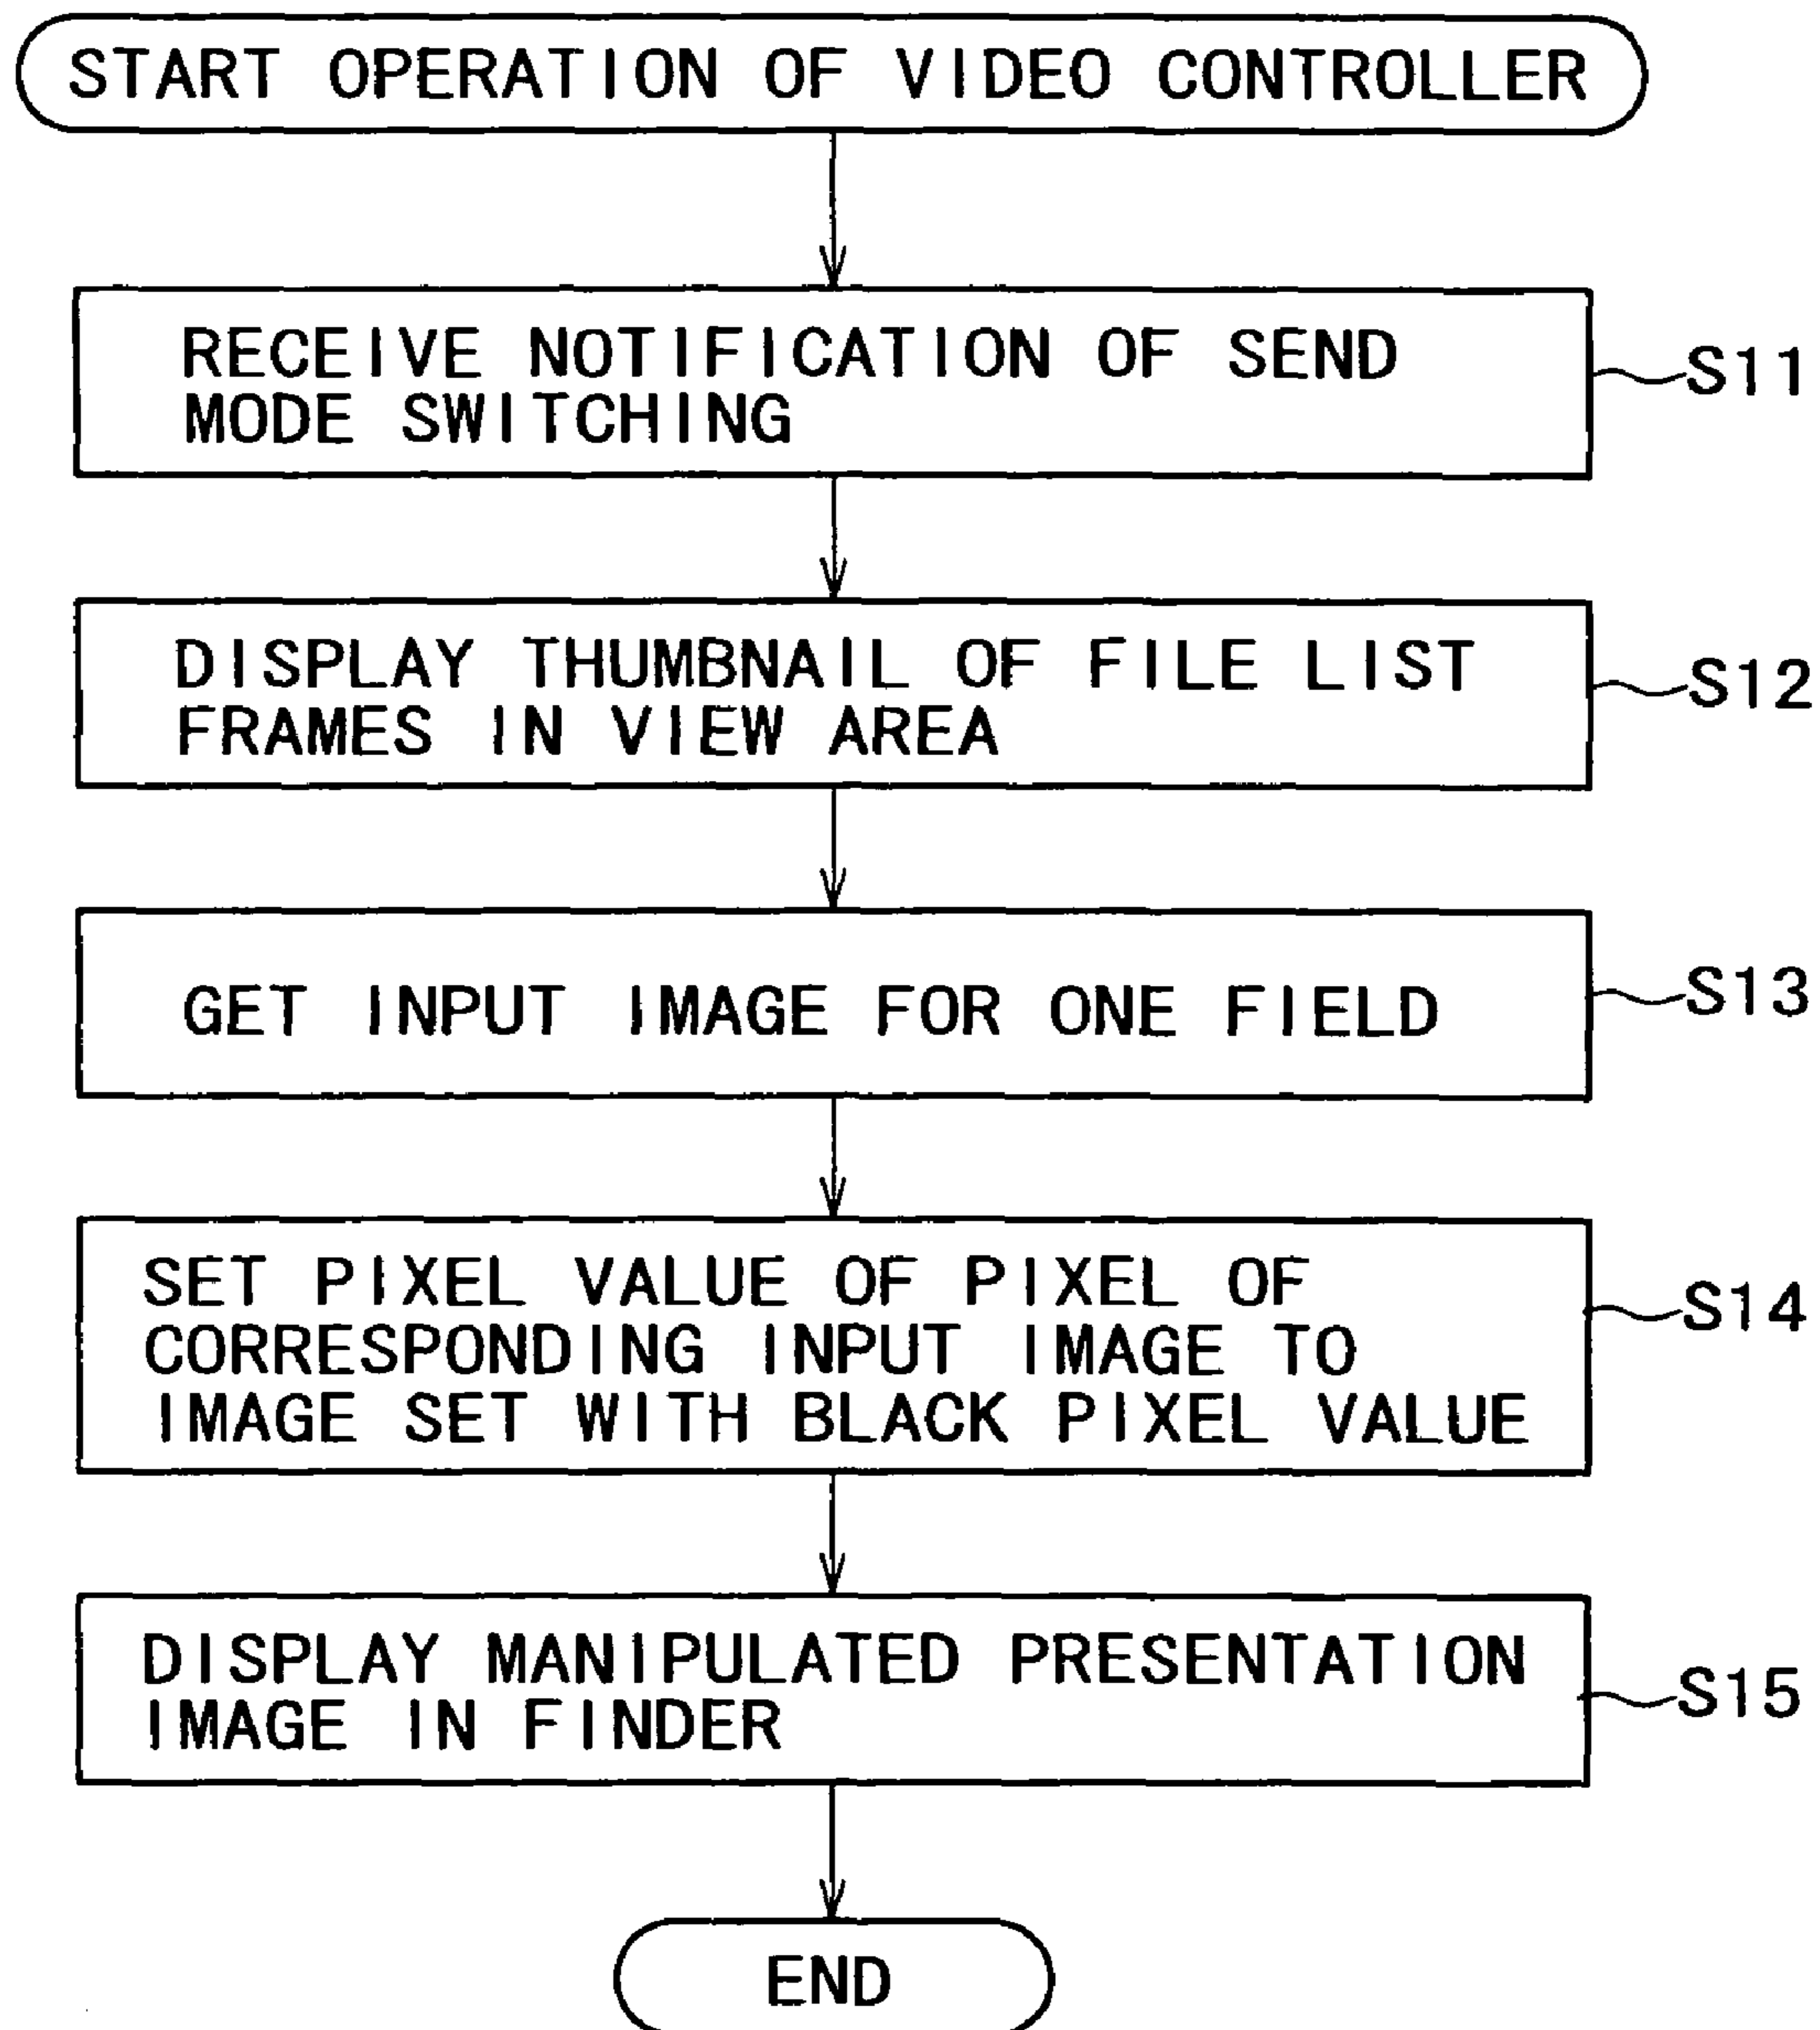 START OPERATION OF VIDEO CONTROLLER
RECEIVE NOTIFICATION OF SEND
MODE SWITCHING
S11
DISPLAY THUMBNAIL OF FILE LIST
FRAMES IN VIEW AREA
S12
GET INPUT IMAGE FOR ONE FIELD
S13
SET PIXEL VALUE OF PIXEL OF
CORRESPONDING INPUT IMAGE TO
IMAGE SET WITH BLACK PIXEL VALUE
S14
DISPLAY MANIPULATED PRESENTATION
IMAGE IN FINDER
S15
END